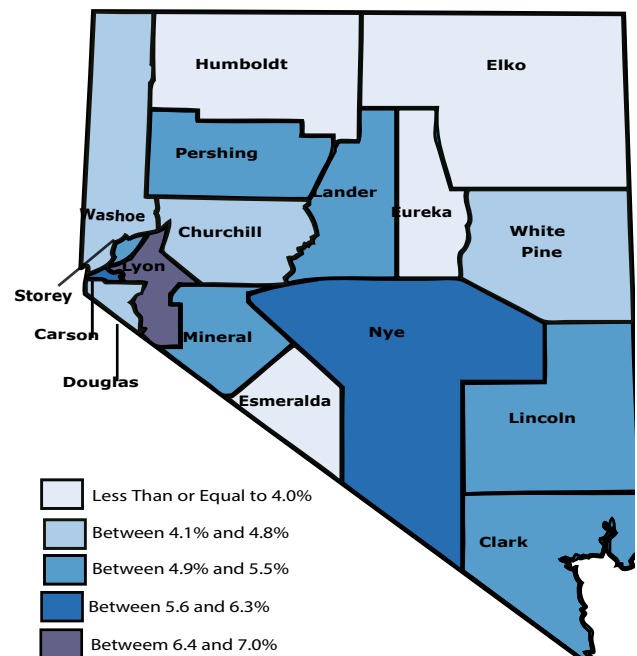 Humboldt
Elko
Pershing
Lander
Eureka
Washoe
Churchill
White
Pine
Lyon
Storey
Carson
Mineral
Nye
Douglas
Esmeralda
Lincoln
Clark
Less Than or Equal to 4.0%
Between 4.1% and 4.8%
Between 4.9% and 5.5%
Between 5.6 and 6.3%
Betweem 6.4 and 7.0%